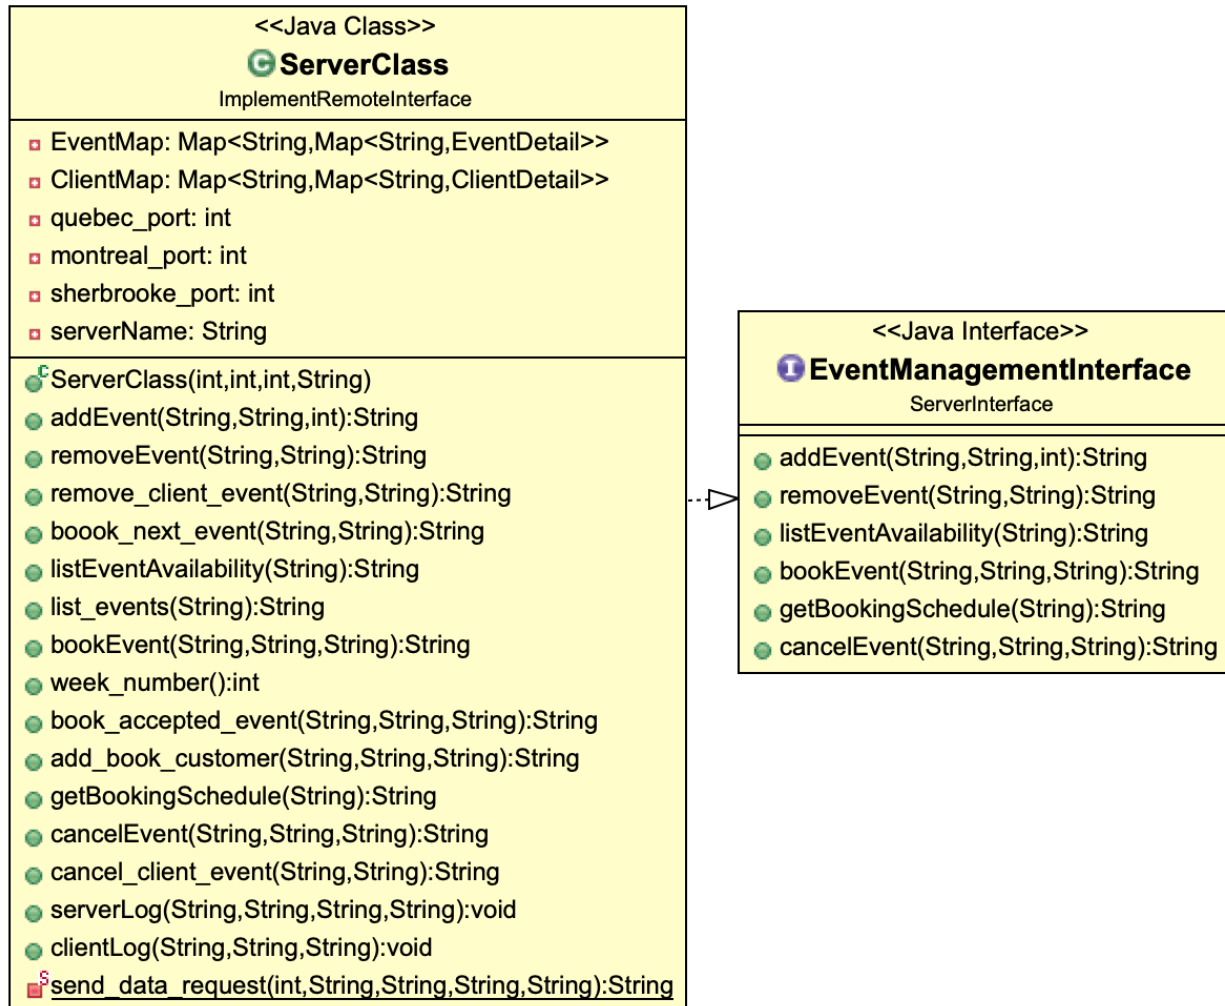 <<Java Class>>
ServerClass
ImplementRemoteInterface
EventMap: Map<String,Map<String,EventDetail>>
ClientMap: Map<String,Map<String,ClientDetail>>
quebec_port: int
montreal_port: int
sherbrooke_port: int
serverName: String
ServerClass(int,int,int,String)
addEvent(String,String,int):String
removeEvent(String,String):String
remove_client_event(String,String):String
boook_next_event(String,String):String
listEventAvailability(String):String
list_events(String):String
bookEvent(String,String,String):String
week_number():int
book_accepted_event(String,String,String):String
add_book_customer(String,String,String):String
getBookingSchedule(String):String
cancelEvent(String,String,String):String
cancel_client_event(String,String):String
serverLog(String,String,String,String):void
clientLog(String,String,String):void
send_data_request(int,String,String,String,String):String
<<Java Interface>>
EventManagementInterface
ServerInterface
addEvent(String,String,int):String
removeEvent(String,String):String
listEventAvailability(String):String
bookEvent(String,String,String):String
getBookingSchedule(String):String
cancelEvent(String,String,String):String